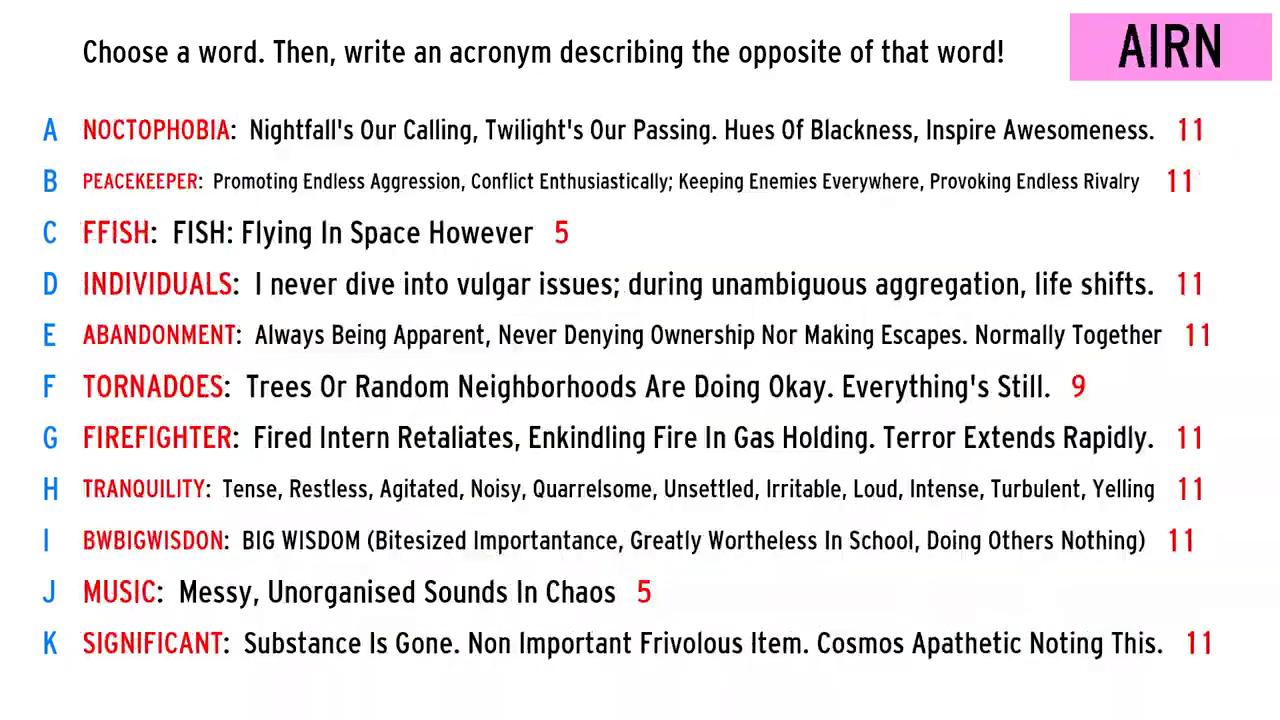 Choose a word. Then, write an acronym describing the opposite of that word!
AIRN
A NOCTOPHOBIA: Nightfall's Our Calling, Twilight's Our Passing. Hues Of Blackness, Inspire Awesomeness. 11
B PEACEKEEPER: Promoting Endless Aggression, Conflict Enthusiastically; Keeping Enemies Everywhere, Provoking Endless Rivalry 11
C FFISH: FISH: Flying In Space However 5
D INDIVIDUALS: I never dive into vulgar issues; during unambiguous aggregation, life shifts. 11
E ABANDONMENT: Always Being Apparent, Never Denying Ownership Nor Making Escapes. Normally Together 11
F TORNADOES: Trees Or Random Neighborhoods Are Doing Okay. Everything's Still. 9
G FIREFIGHTER: Fired Intern Retaliates, Enkindling Fire In Gas Holding. Terror Extends Rapidly. 11
H TRANQUILITY: Tense, Restless, Agitated, Noisy, Quarrelsome, Unsettled, Irritable, Loud, Intense, Turbulent, Yelling 11
I BWBIGWISDON: BIG WISDOM (Bitesized Importantance, Greatly Wortheless In School, Doing Others Nothing) 11
J MUSIC: Messy, Unorganised Sounds In Chaos 5
K SIGNIFICANT: Substance Is Gone. Non Important Frivolous Item. Cosmos Apathetic Noting This. 11